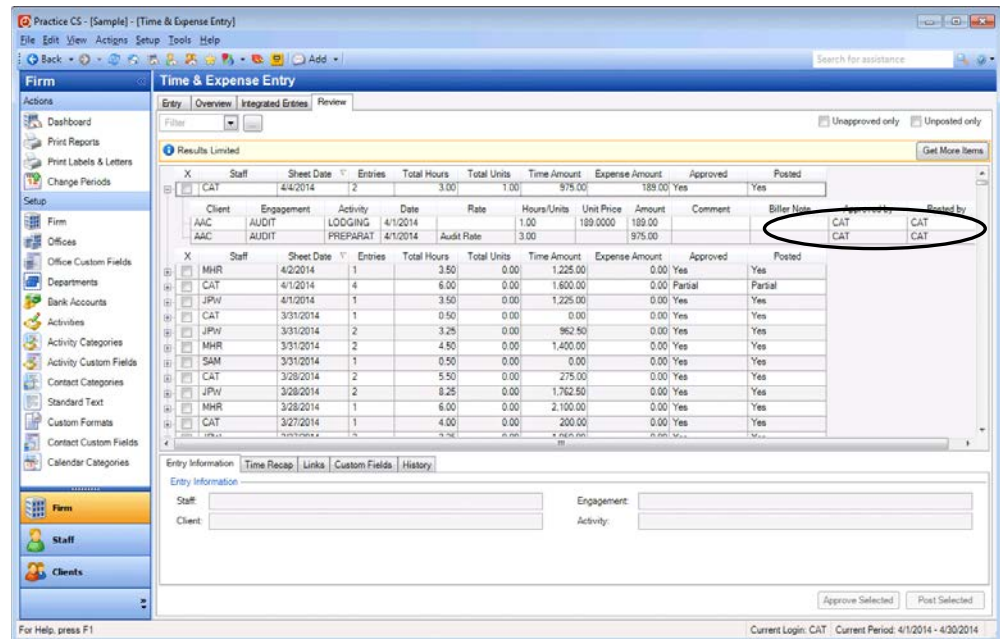 Practice CS - [Sample] - [Time & Expense Entry]
File Edit View Actions Setup Tools Help
Back Add Search for assistance
Firm
Time & Expense Entry
Actions
Dashboard
Print Reports
Print Labels & Letters
Change Periods
Setup
Firm
Offices
Office Custom Fields
Departments
Bank Accounts
Activities
Activity Categories
Activity Custom Fields
Contact Categories
Standard Text
Custom Formats
Contact Custom Fields
Calendar Categories
Firm
Staff
Clients
Entry Overview Integrated Entries Review
Filter ... Unapproved only Unposted only
Results Limited Get More Items
X Staff Sheet Date Entries Total Hours Total Units Time Amount Expense Amount Approved Posted
CAT 4/4/2014 2 3.00 1.00 975.00 189.00 Yes Yes
Client Engagement Activity Date Rate Hours/Units Unit Price Amount Comment Biller Note Approved by Posted by
AAC AUDIT LODGING 4/1/2014 1.00 189.0000 189.00 CAT CAT
AAC AUDIT PREPARAT 4/1/2014 Audit Rate 3.00 975.00 CAT CAT
X Staff Sheet Date Entries Total Hours Total Units Time Amount Expense Amount Approved Posted
MHR 4/2/2014 1 3.50 0.00 1,225.00 0.00 Yes Yes
CAT 4/1/2014 4 6.00 0.00 1,600.00 0.00 Partial Partial
JPW 4/1/2014 1 3.50 0.00 1,225.00 0.00 Yes Yes
CAT 3/31/2014 1 0.50 0.00 0.00 0.00 Yes Yes
JPW 3/31/2014 2 3.25 0.00 962.50 0.00 Yes Yes
MHR 3/31/2014 2 4.50 0.00 1,400.00 0.00 Yes Yes
SAM 3/31/2014 1 0.50 0.00 0.00 0.00 Yes Yes
CAT 3/28/2014 2 5.50 0.00 275.00 0.00 Yes Yes
JPW 3/28/2014 2 8.25 0.00 1,762.50 0.00 Yes Yes
MHR 3/28/2014 1 6.00 0.00 2,100.00 0.00 Yes Yes
CAT 3/27/2014 1 4.00 0.00 200.00 0.00 Yes Yes
Entry Information Time Recap Links Custom Fields History
Entry Information
Staff: Engagement:
Client: Activity:
Approve Selected Post Selected
For Help, press F1 Current Login: CAT Current Period: 4/1/2014 - 4/30/2014